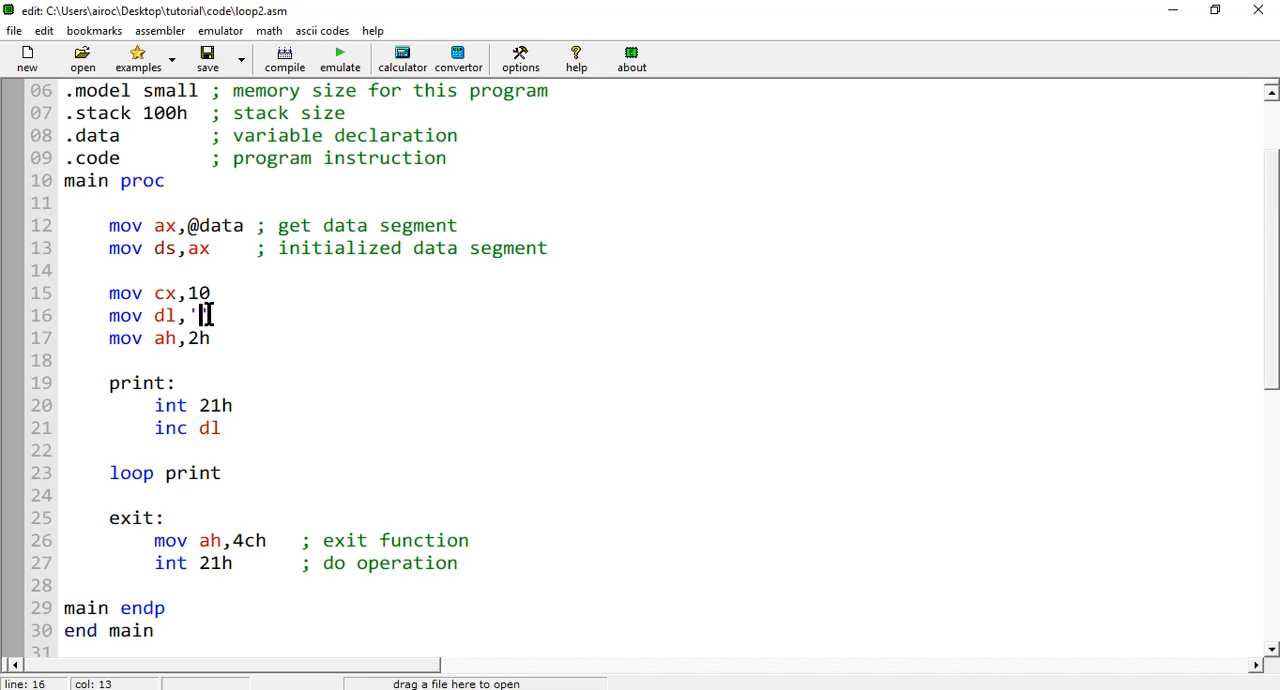 edit: C:\Users\airoc\Desktop\tutorial\code\loop2.asm
file edit bookmarks assembler emulator math ascii codes help
new open examples save compile emulate calculator convertor options help about
06 .model small ; memory size for this program
07 .stack 100h ; stack size
08 .data ; variable declaration
09 .code ; program instruction
10 main proc
11
12 mov ax,@data ; get data segment
13 mov ds,ax ; initialized data segment
14
15 mov cx,10
16 mov dl,''
17 mov ah,2h
18
19 print:
20 int 21h
21 inc dl
22
23 loop print
24
25 exit:
26 mov ah,4ch ; exit function
27 int 21h ; do operation
28
29 main endp
30 end main
31
line: 16 col: 13 drag a file here to open